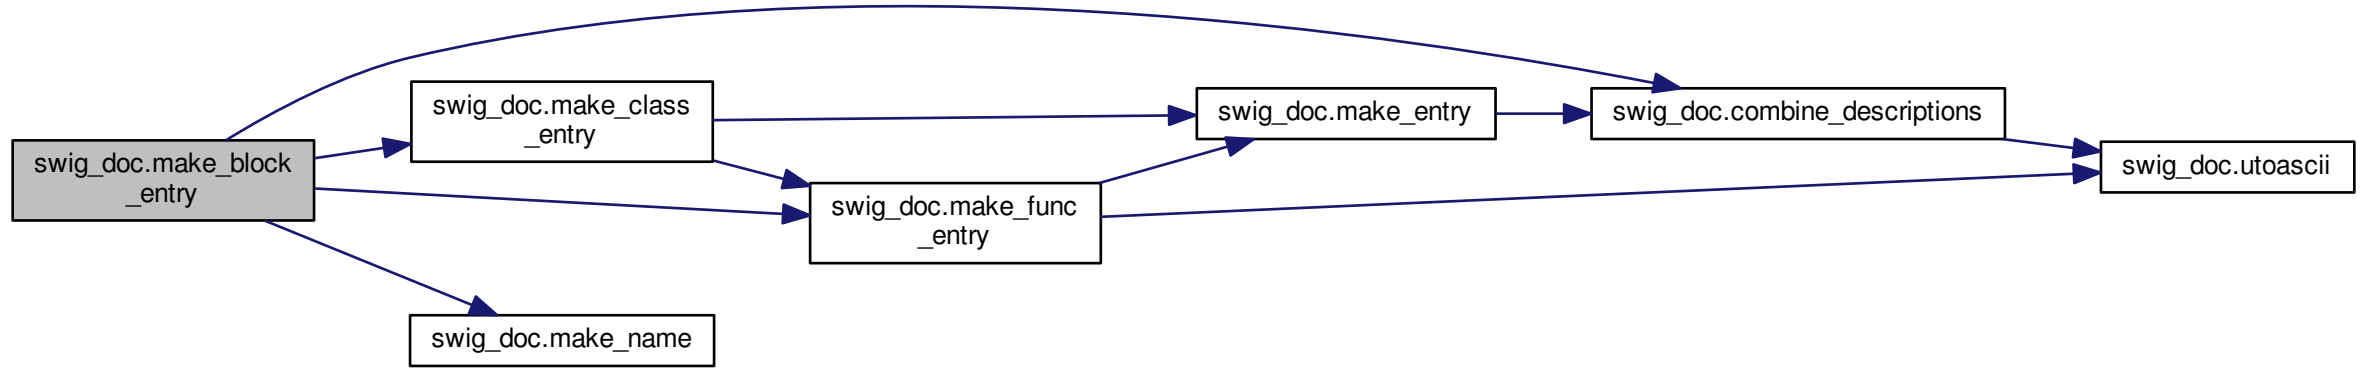 swig_doc.make_block
_entry
swig_doc.make_class
_entry
swig_doc.make_func
_entry
swig_doc.make_name
swig_doc.make_entry
swig_doc.combine_descriptions
swig_doc.utoascii